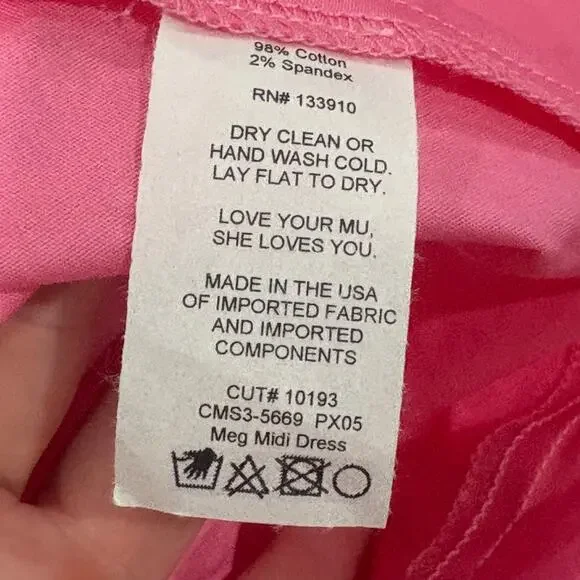 98% Cotton
2% Spandex
RN# 133910
DRY CLEAN OR
HAND WASH COLD.
LAY FLAT TO DRY.
LOVE YOUR MU,
SHE LOVES YOU.
MADE IN THE USA
OF IMPORTED FABRIC
AND IMPORTED
COMPONENTS
CUT# 10193
CMS3-5669 PX05
Meg Midi Dress